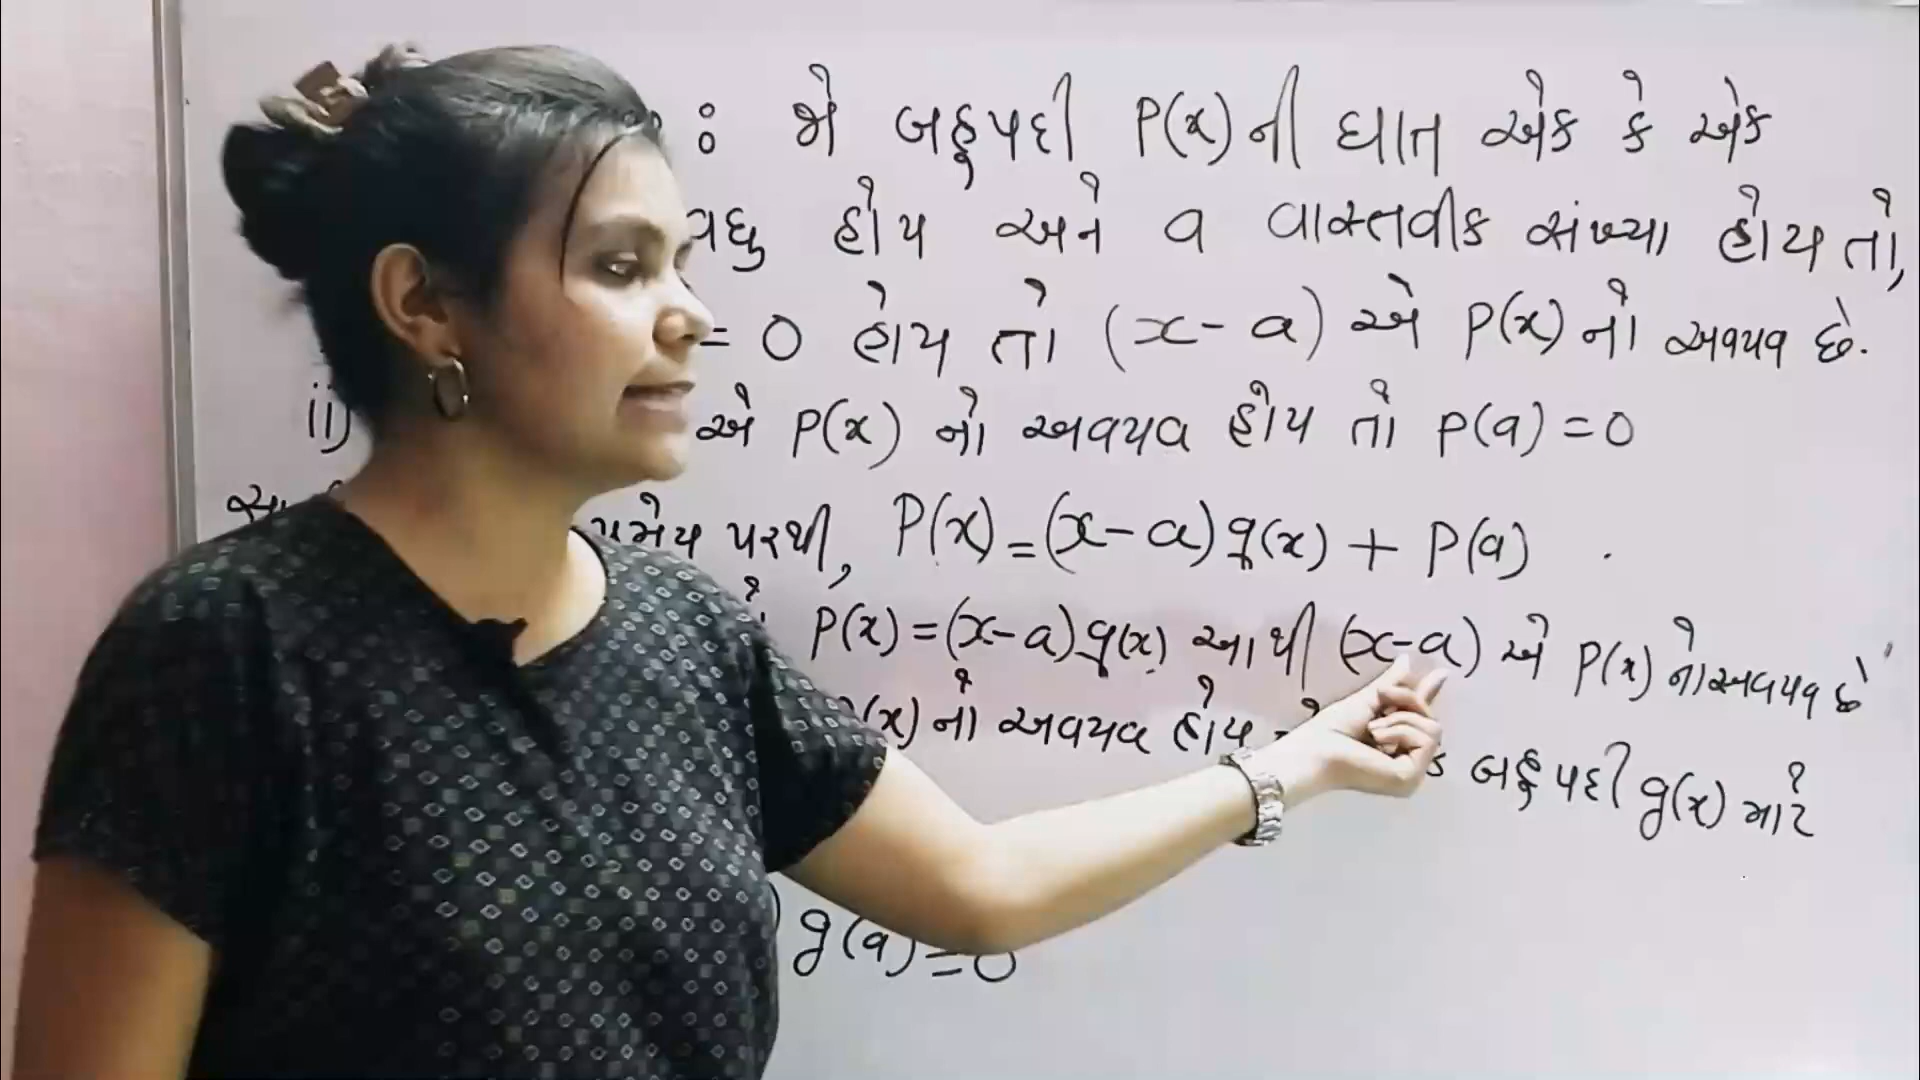 : જો બહુપદી P(x) ની ઘાત એક કે એક
વધુ હોય અને a વાસ્તવીક સંખ્યા હોય તો,
= 0 હોય તો (x-a) એ P(x) નો અવયવ છે.
ii) એ P(x) નો અવયવ હોય તો P(a) = 0
પરથી, P(x) = (x-a) q(x) + P(a)
P(x) = (x-a) q(x) આથી (x-a) એ P(x) નો અવયવ છે
(x) નો અવયવ હોય બહુપદી g(x) માટે
g(a) = 0